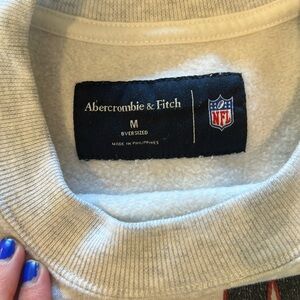 Abercrombie & Fitch
M
OVERSIZED
MADE IN PHILIPPINES
NFL